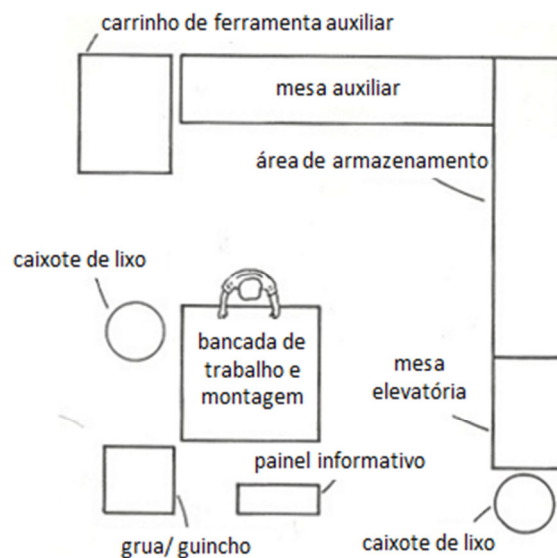 carrinho de ferramenta auxiliar
mesa auxiliar
área de armazenamento
caixote de lixo
bancada de
trabalho e
montagem
mesa
elevatória
painel informativo
grua/ guincho
caixote de lixo